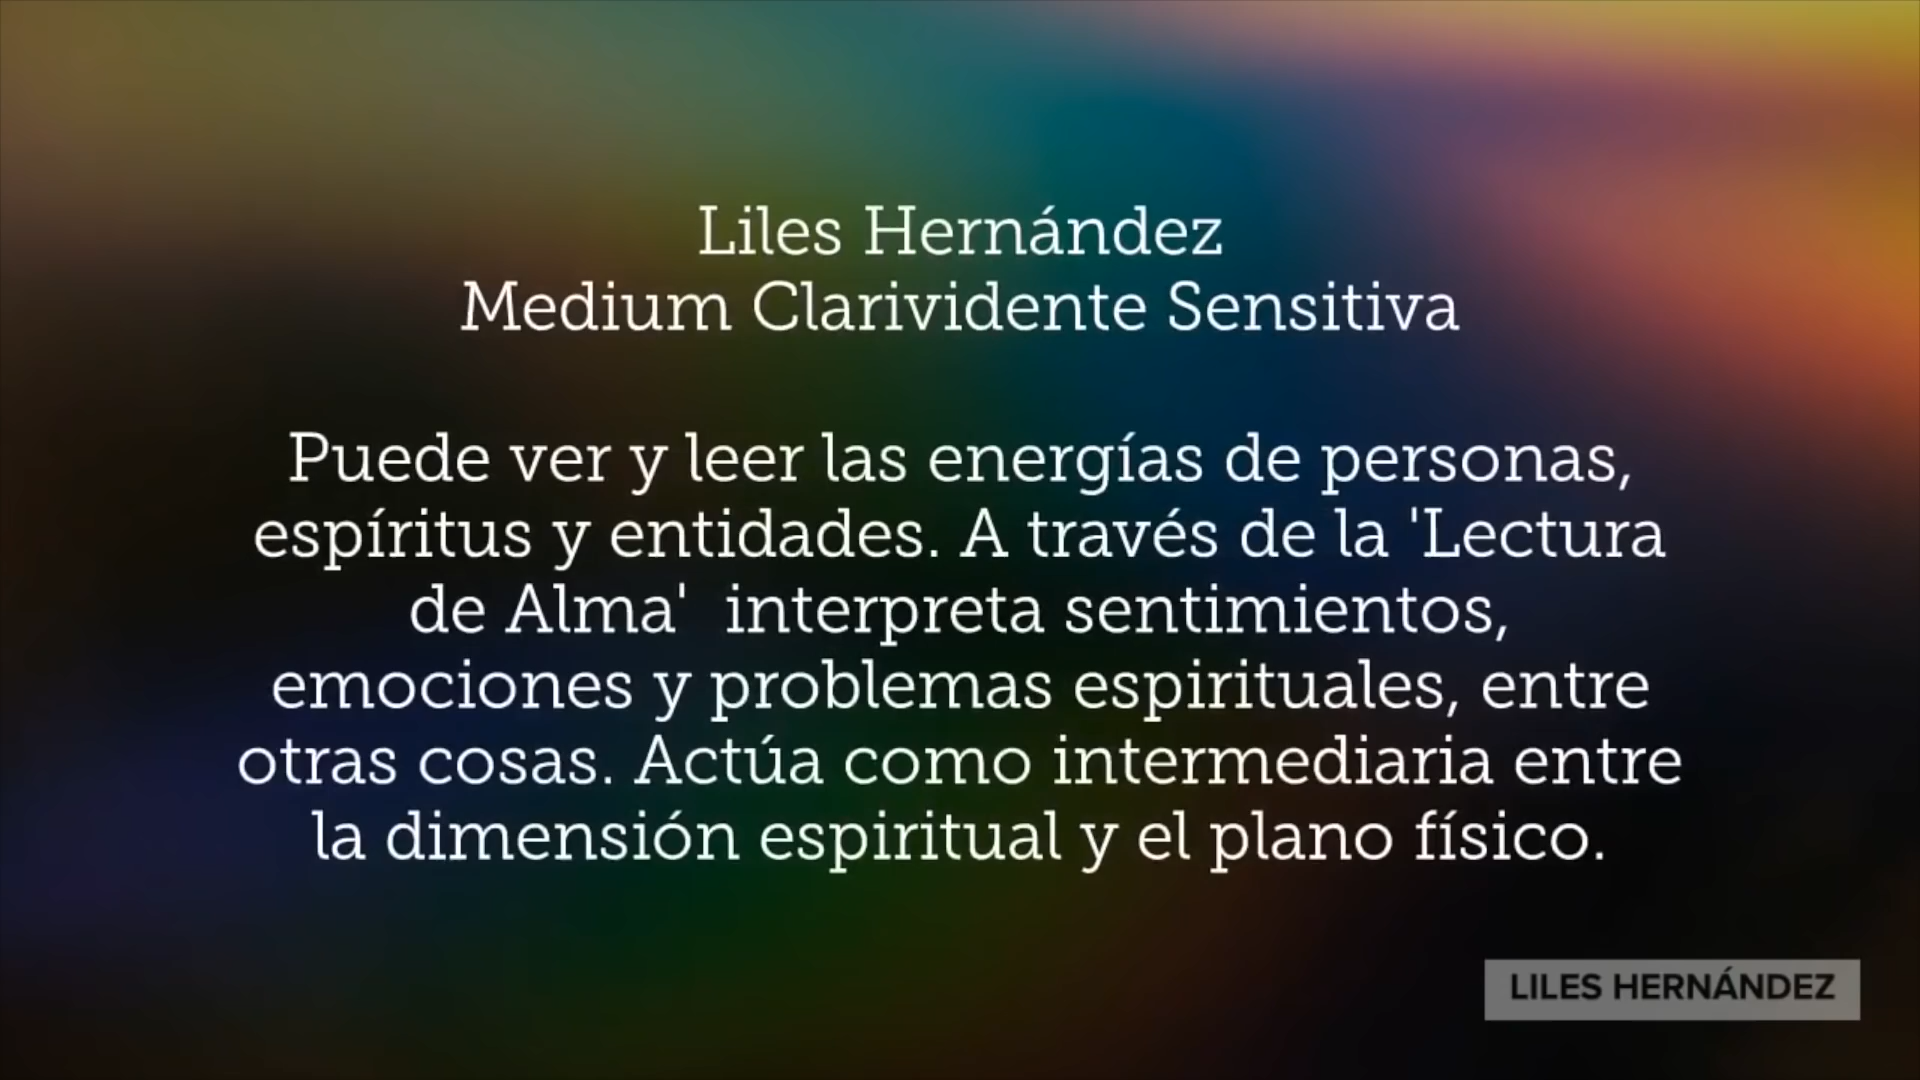 Liles Hernández
Medium Clarividente Sensitiva
Puede ver y leer las energías de personas,
espíritus y entidades. A través de la 'Lectura
de Alma'  interpreta sentimientos,
emociones y problemas espirituales, entre
otras cosas. Actúa como intermediaria entre
la dimensión espiritual y el plano físico.
LILES HERNÁNDEZ